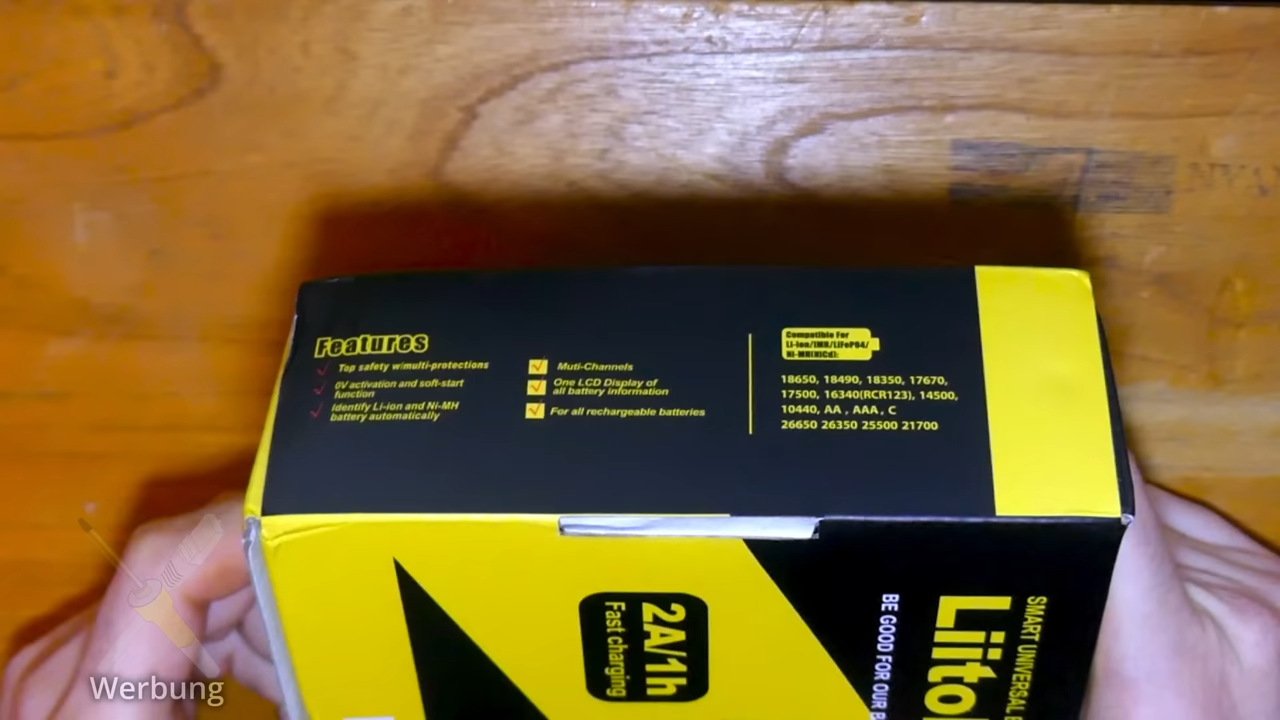 Features
Top safety w/multi-protections
0V activation and soft-start
function
Identify Li-ion and Ni-MH
battery automatically
Muti-Channels
One LCD Display of
all battery information
For all rechargeable batteries
Compatible For
Li-ion/IMR/LiFePO4/
Ni-MH(NiCd):
18650, 18490, 18350, 17670,
17500, 16340(RCR123), 14500,
10440, AA , AAA , C
26650 26350 25500 21700
2A/1h
Fast charging
SMART UNIVERSAL
Liito
BE GOOD FOR OUR
Werbung